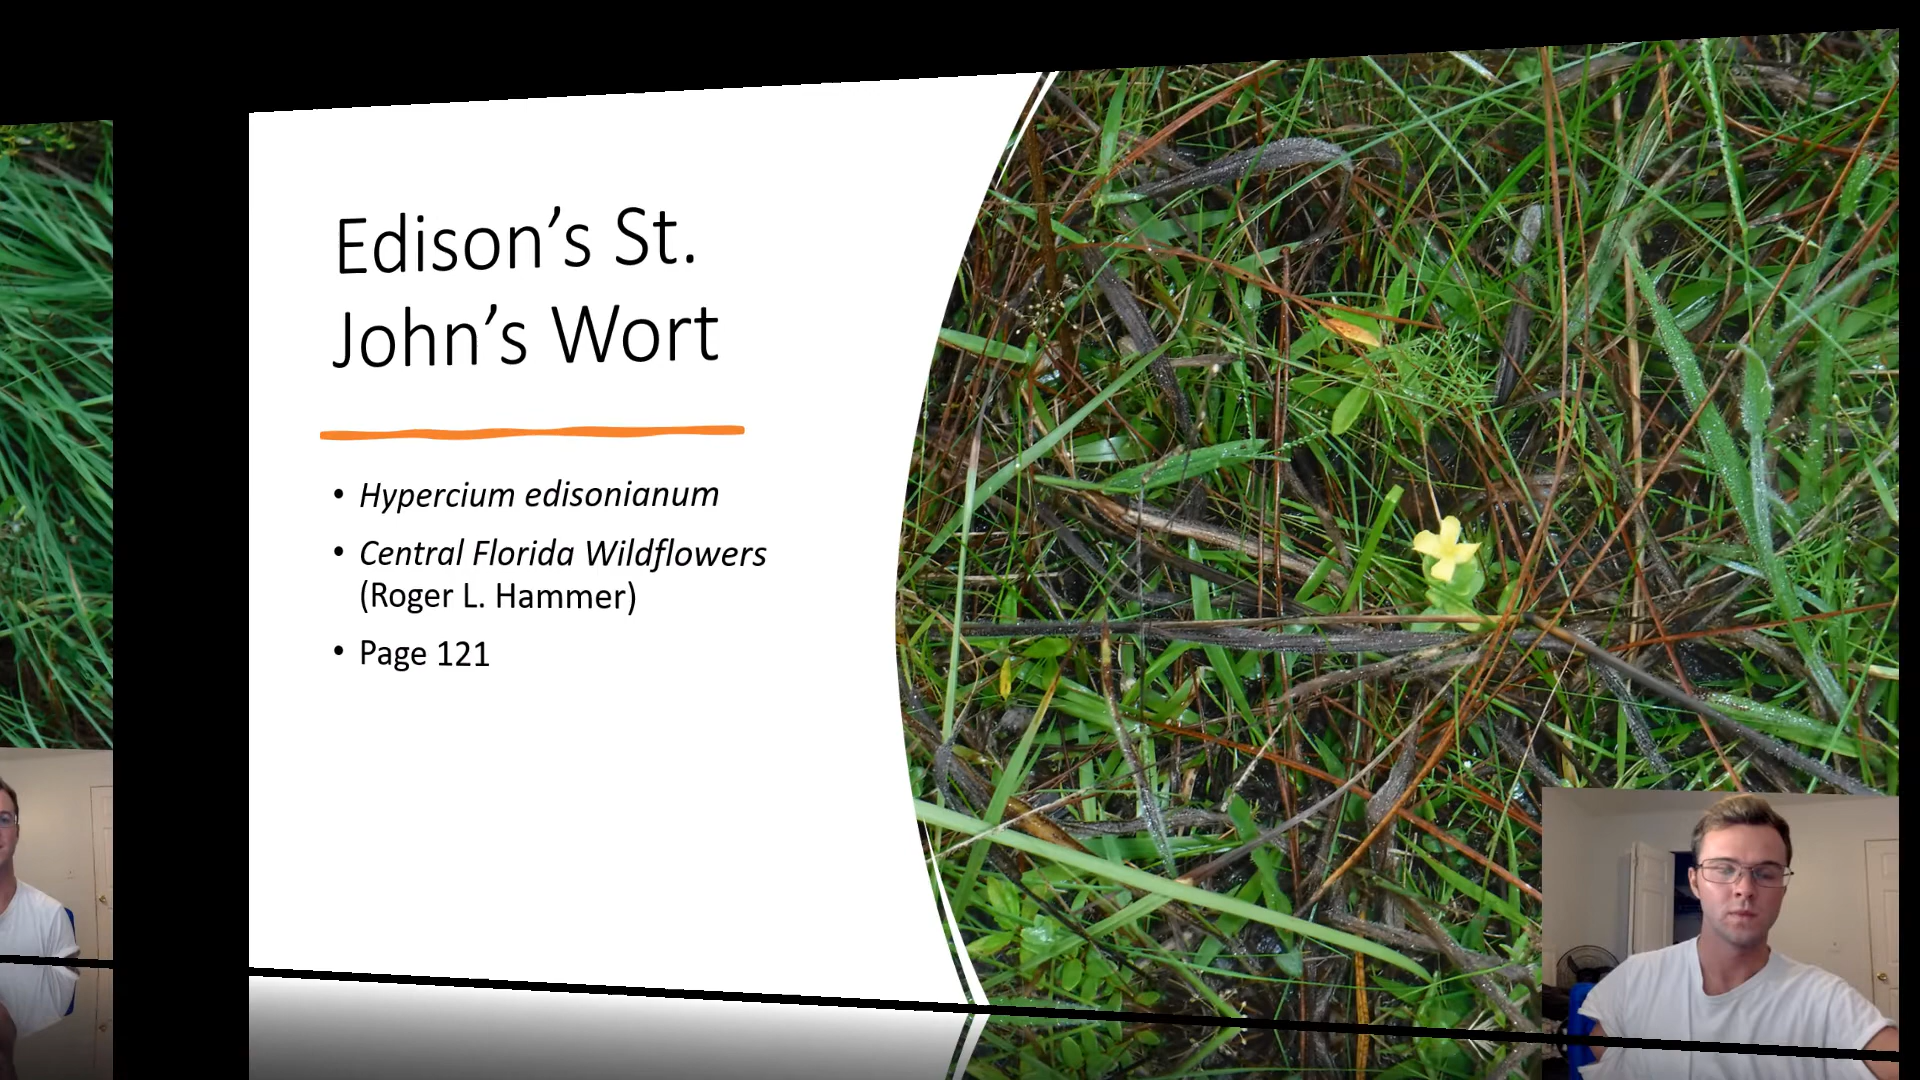 Edison’s St.
John’s Wort
• Hypercium edisonianum
• Central Florida Wildflowers
(Roger L. Hammer)
• Page 121